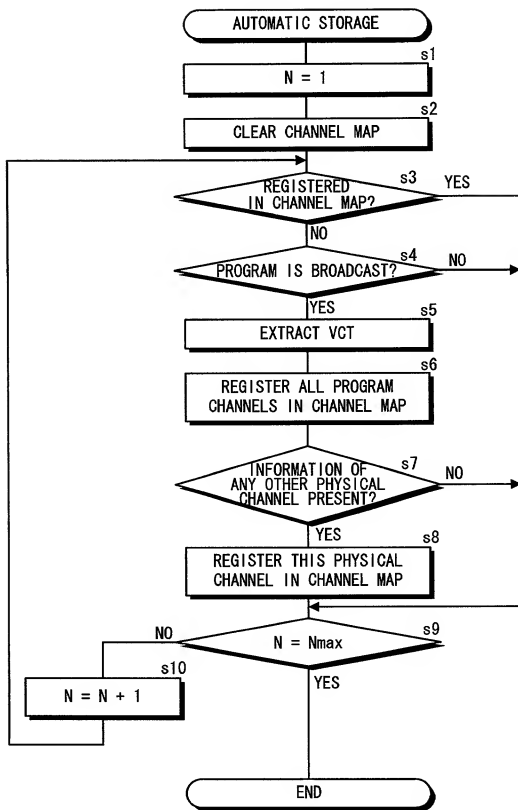 AUTOMATIC STORAGE
s1
N = 1
s2
CLEAR CHANNEL MAP
s3
REGISTERED
IN CHANNEL MAP?
YES
NO
s4
PROGRAM IS BROADCAST?
NO
YES
s5
EXTRACT VCT
s6
REGISTER ALL PROGRAM
CHANNELS IN CHANNEL MAP
s7
INFORMATION OF
ANY OTHER PHYSICAL
CHANNEL PRESENT?
NO
YES
s8
REGISTER THIS PHYSICAL
CHANNEL IN CHANNEL MAP
s9
NO
N = Nmax
s10
YES
N = N + 1
END